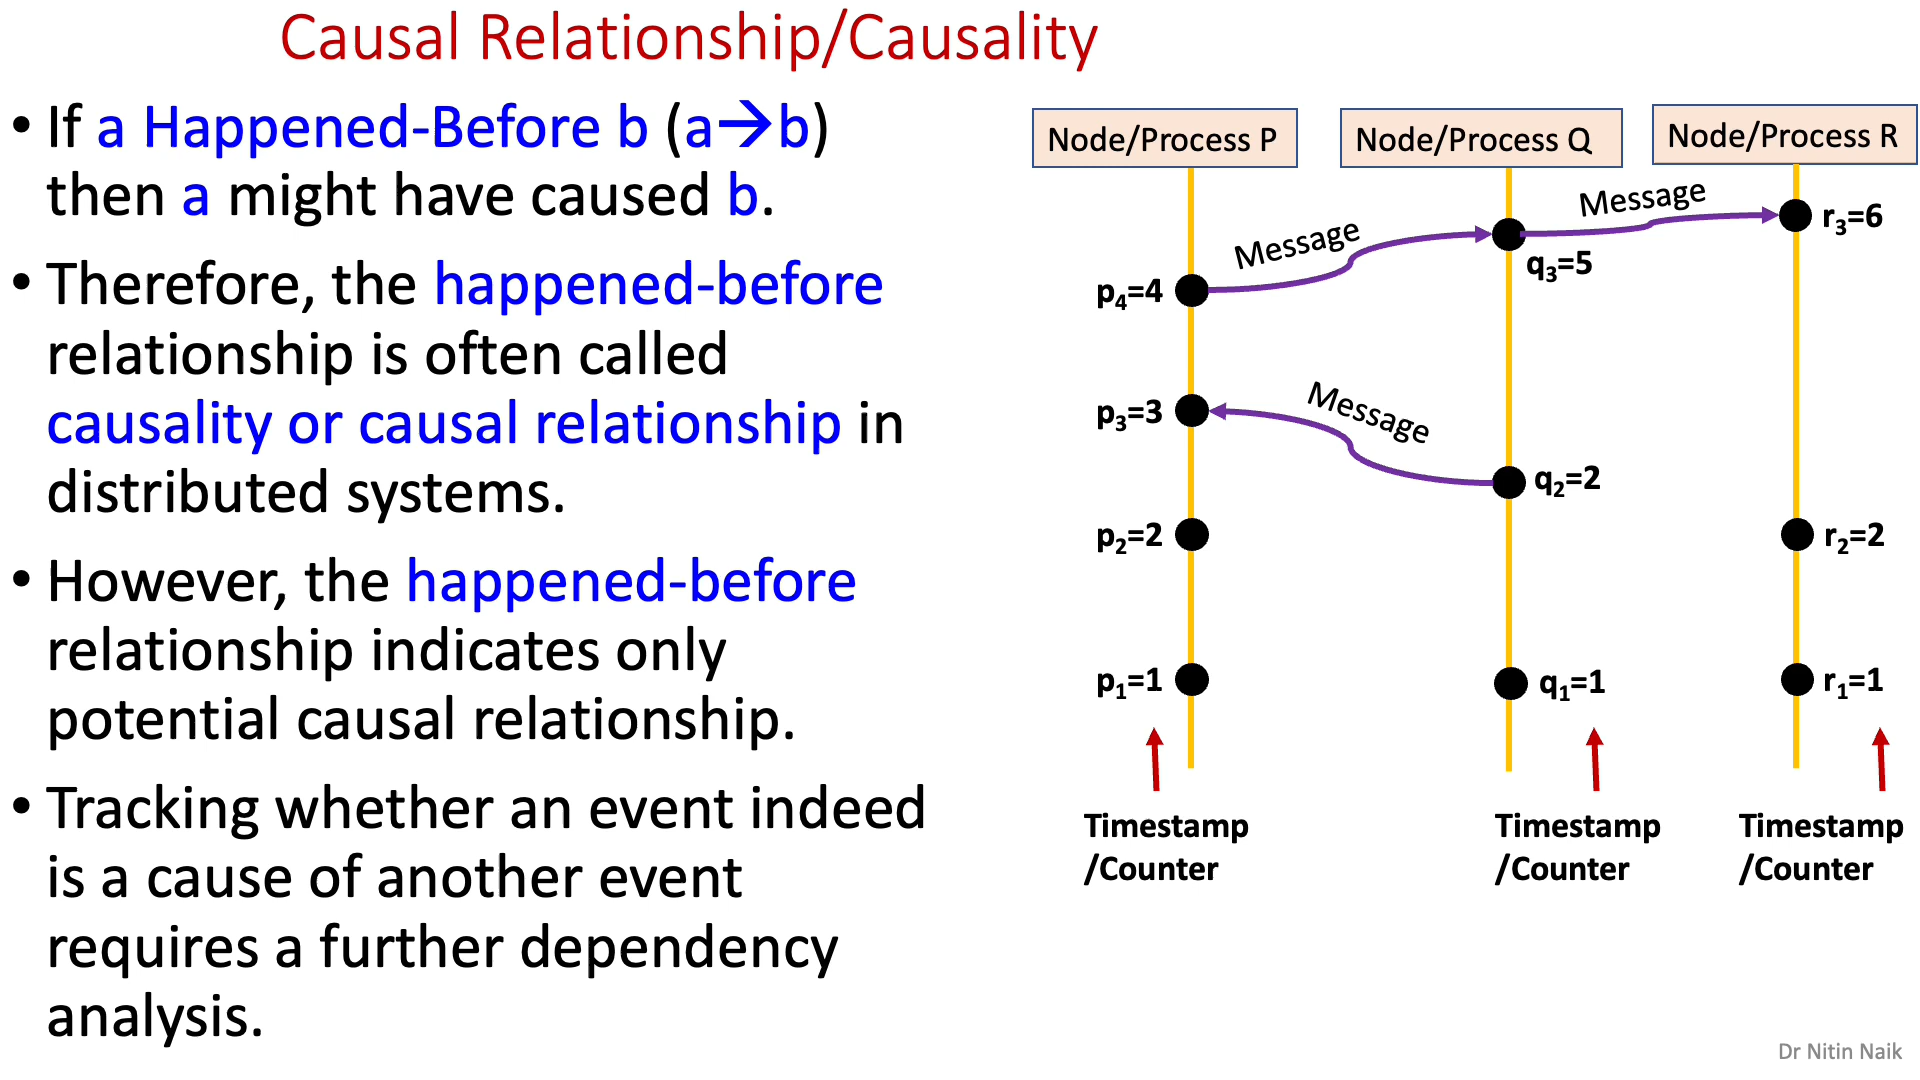 Causal Relationship/Causality
• If a Happened-Before b (a→b)
then a might have caused b.
• Therefore, the happened-before
relationship is often called
causality or causal relationship in
distributed systems.
• However, the happened-before
relationship indicates only
potential causal relationship.
• Tracking whether an event indeed
is a cause of another event
requires a further dependency
analysis.
Node/Process P
Node/Process Q
Node/Process R
Message
Message
r₃=6
q₃=5
p₄=4
Message
p₃=3
q₂=2
p₂=2
r₂=2
p₁=1
q₁=1
r₁=1
Timestamp
/Counter
Timestamp
/Counter
Timestamp
/Counter
Dr Nitin Naik